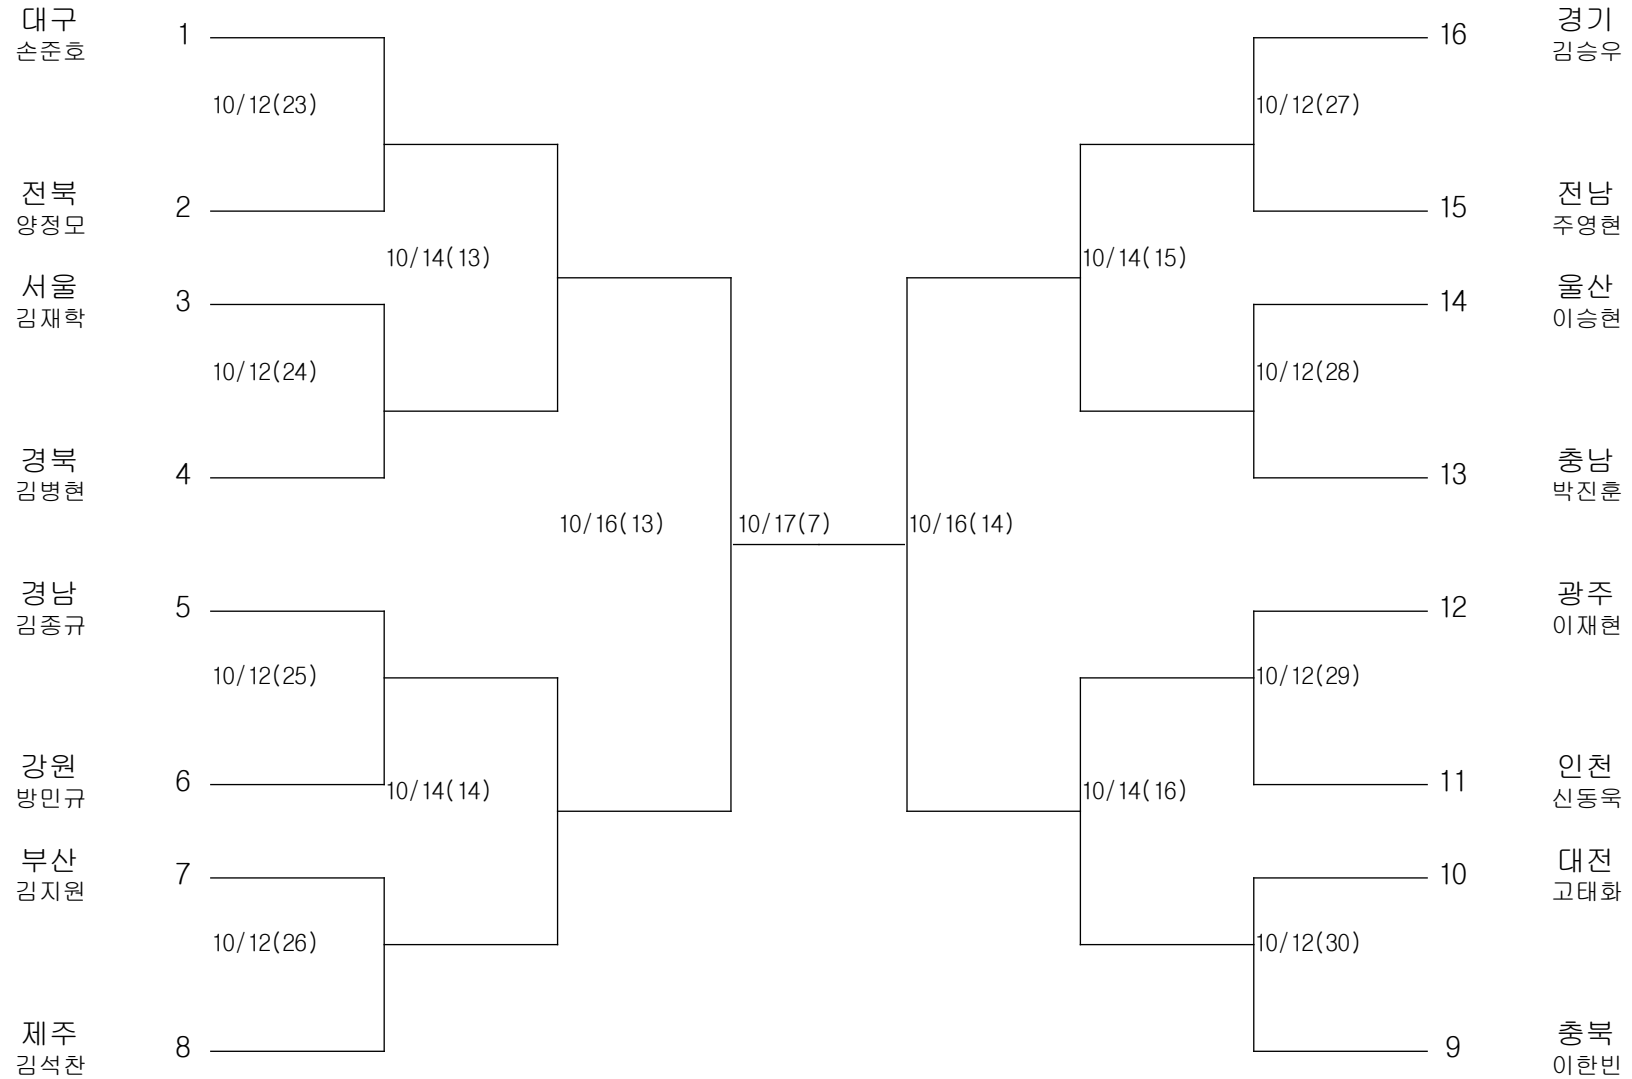 대구
손준호
1
10/12(23)
전북
양정모
2
10/14(13)
서울
김재학
3
10/12(24)
경북
김병현
4
10/16(13)
경남
김종규
5
10/12(25)
강원
방민규
6
10/14(14)
부산
김지원
7
10/12(26)
제주
김석찬
8
10/17(7)
16
경기
김승우
10/12(27)
15
전남
주영현
10/14(15)
14
울산
이승현
10/12(28)
13
충남
박진훈
10/16(14)
12
광주
이재현
10/12(29)
11
인천
신동욱
10/14(16)
10
대전
고태화
10/12(30)
9
충북
이한빈